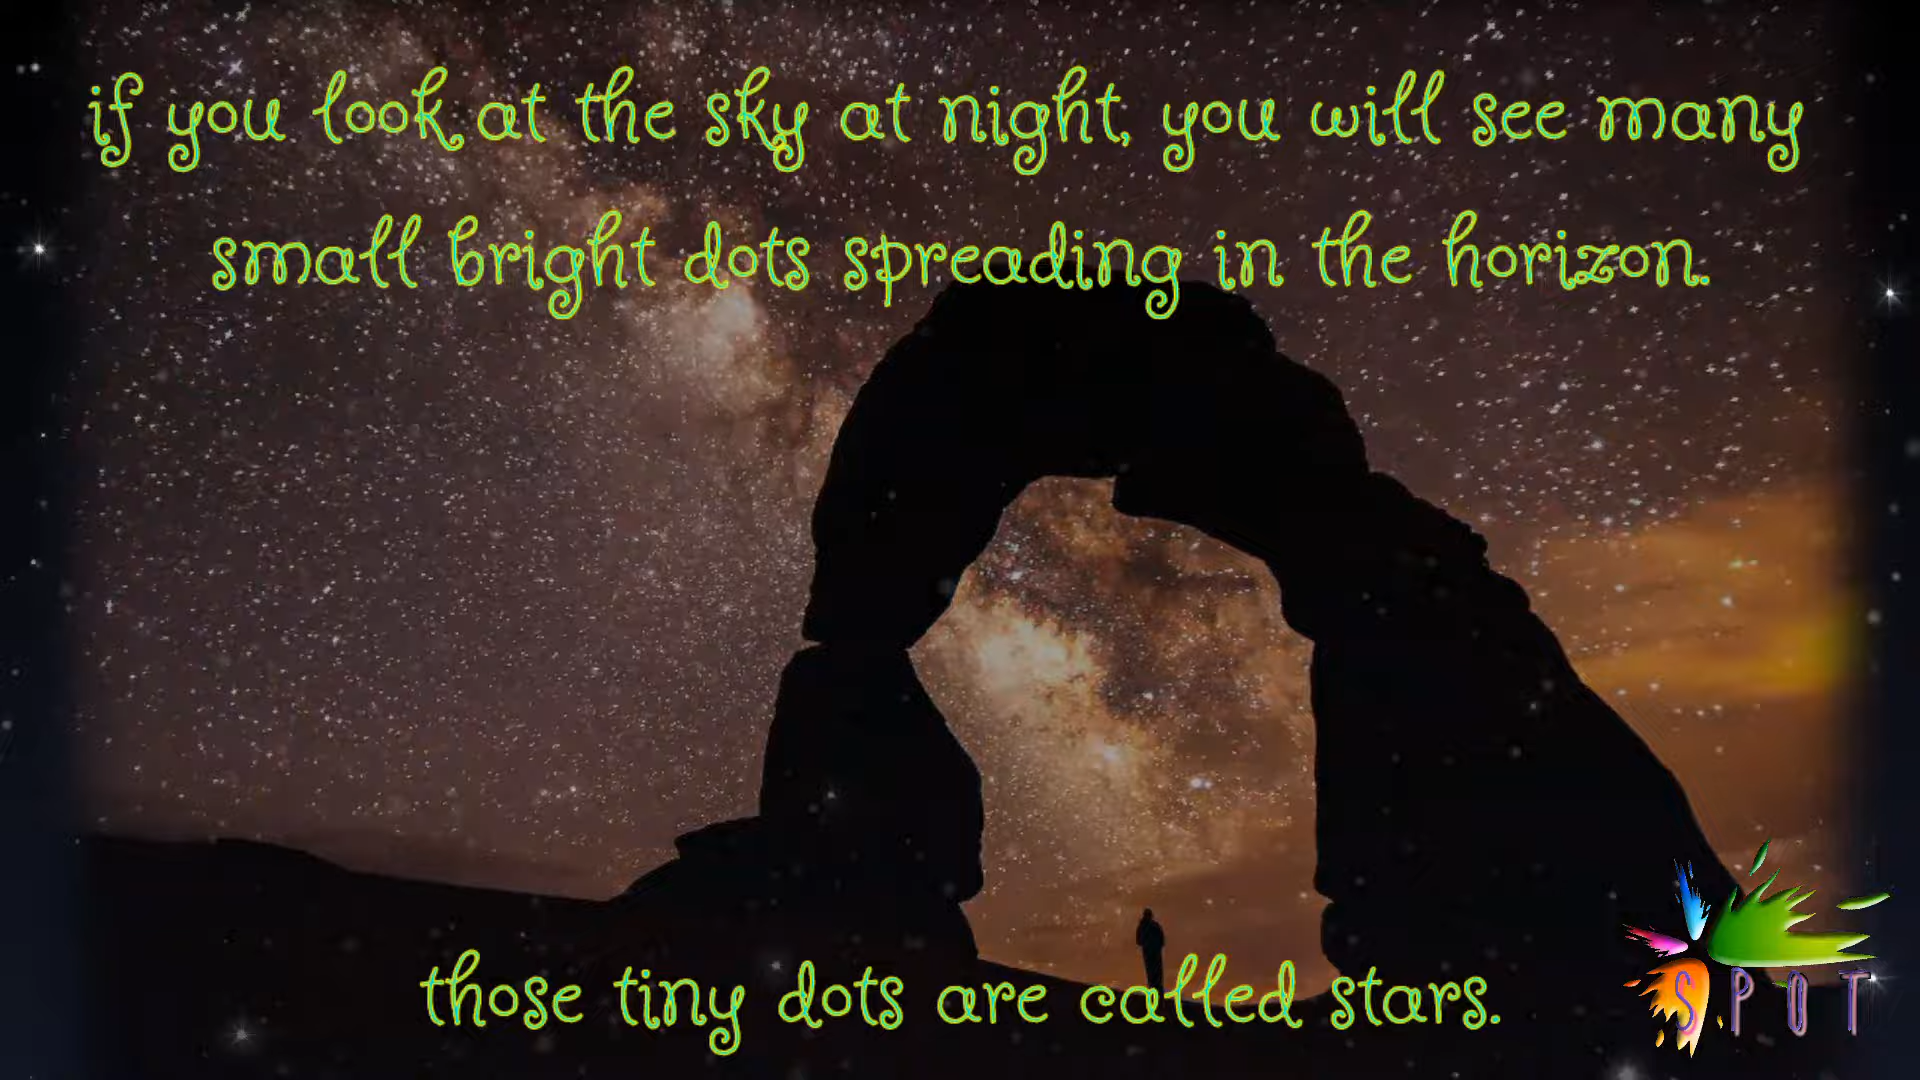 if you look at the sky at night, you will see many
small bright dots spreading in the horizon.
those tiny dots are called stars.
SPOT